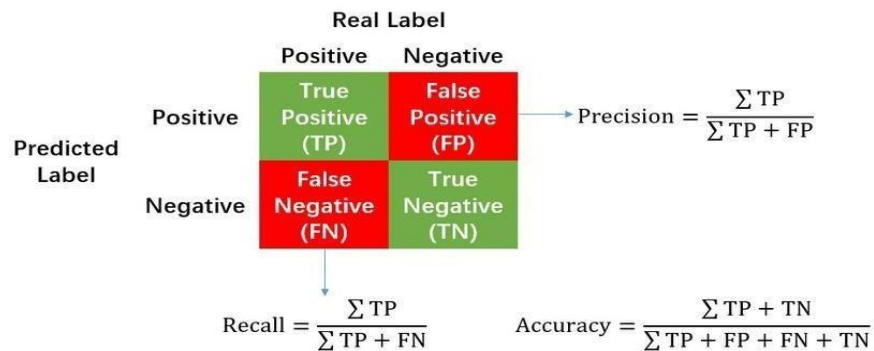 Real Label
Positive Negative
True Positive (TP)
False Positive (FP)
Positive
Precision = ∑ TP / ∑ TP + FP
Predicted Label
False Negative (FN)
True Negative (TN)
Negative
Recall = ∑ TP / ∑ TP + FN
Accuracy = ∑ TP + TN / ∑ TP + FP + FN + TN